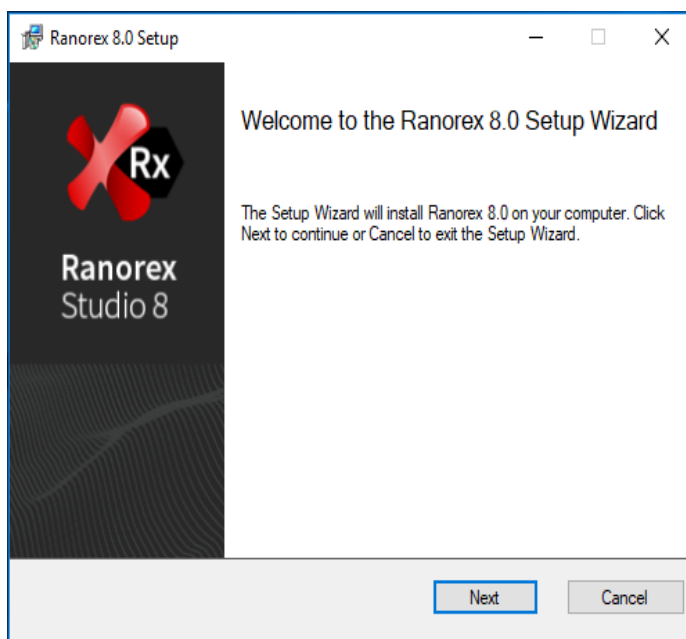 Ranorex 8.0 Setup
Rx
Ranorex
Studio 8
Welcome to the Ranorex 8.0 Setup Wizard
The Setup Wizard will install Ranorex 8.0 on your computer. Click
Next to continue or Cancel to exit the Setup Wizard.
Next
Cancel